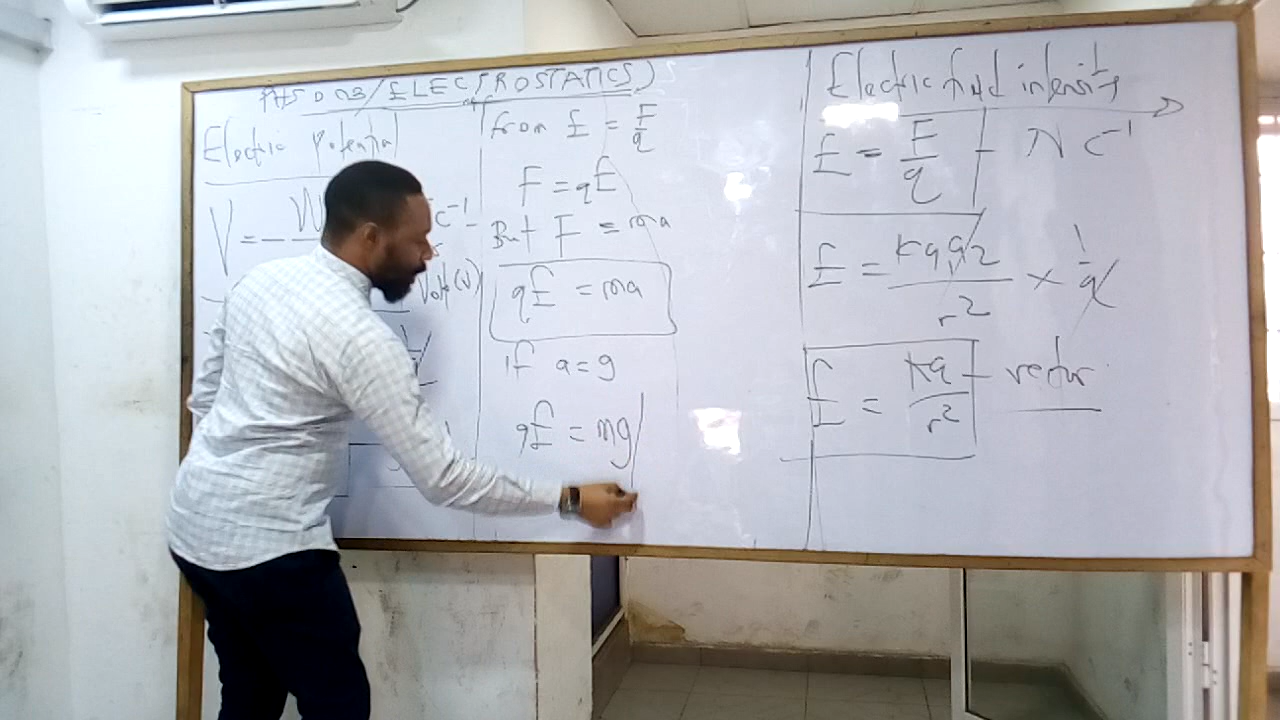 (ELECTROSTATICS)
Electric Potential
V = - W
C⁻¹
Volts(V)
from E = F/q
F = qE
But F = ma
qE = ma
if a = g
qE = mg
Electric field intensity
E = F/q - N C⁻¹
E = Kq₁q₂/r² × 1/q
E = Kq/r² - vector